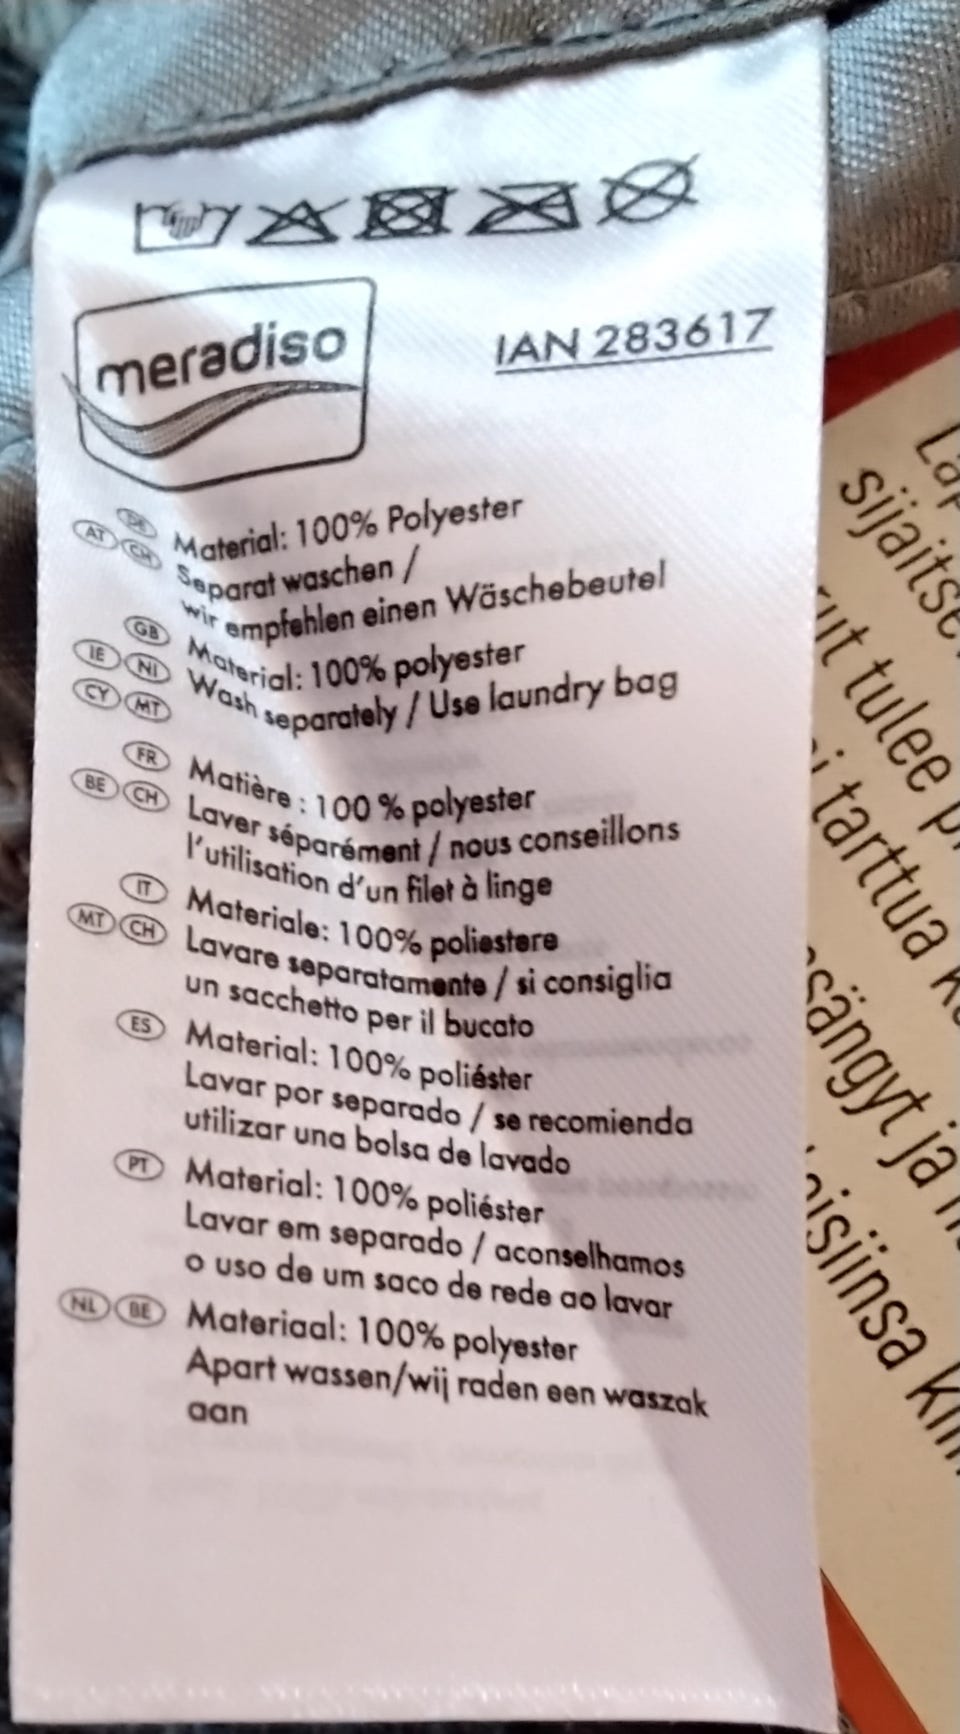 meradiso
IAN 283617
DE AT CH
Material: 100% Polyester
Separat waschen /
wir empfehlen einen Wäschebeutel
GB IE NI CY MT
Material: 100% polyester
Wash separately / Use laundry bag
FR BE CH
Matière : 100 % polyester
Laver séparément / nous conseillons
l'utilisation d'un filet à linge
IT MT CH
Materiale: 100% poliestere
Lavare separatamente / si consiglia
un sacchetto per il bucato
ES
Material: 100% poliéster
Lavar por separado / se recomienda
utilizar una bolsa de lavado
PT
Material: 100% poliéster
Lavar em separado / aconselhamos
o uso de um saco de rede ao lavar
NL BE
Materiaal: 100% polyester
Apart wassen/wij raden een waszak
aan
tulee
tarttua
ja